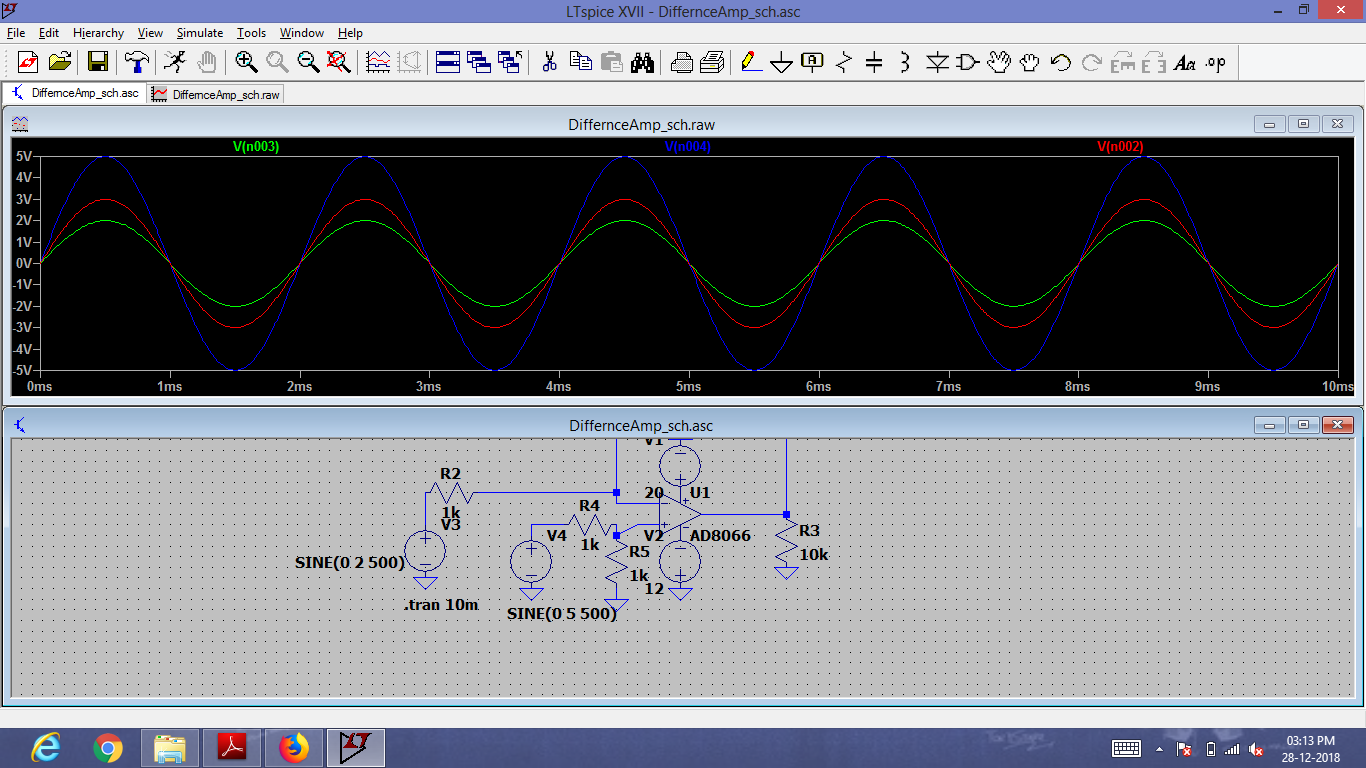 LTspice XVII - DiffernceAmp_sch.asc
File Edit Hierarchy View Simulate Tools Window Help
Aa .op
DiffernceAmp_sch.asc DiffernceAmp_sch.raw
DiffernceAmp_sch.raw
V(n003) V(n004) V(n002)
5V
4V
3V
2V
1V
0V
-1V
-2V
-3V
-4V
-5V
0ms 1ms 2ms 3ms 4ms 5ms 6ms 7ms 8ms 9ms 10ms
DiffernceAmp_sch.asc
V1
R2
20 U1
1k R4
V3
V4 V2 AD8066 R3
1k R5 10k
SINE(0 2 500)
1k
12
.tran 10m
SINE(0 5 500)
03:13 PM
28-12-2018